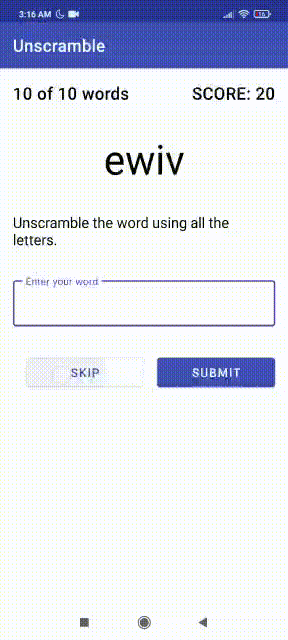 3:16 AM
Unscramble
10 of 10 words SCORE: 20
ewiv
Unscramble the word using all the
letters.
Enter your word
SKIP SUBMIT